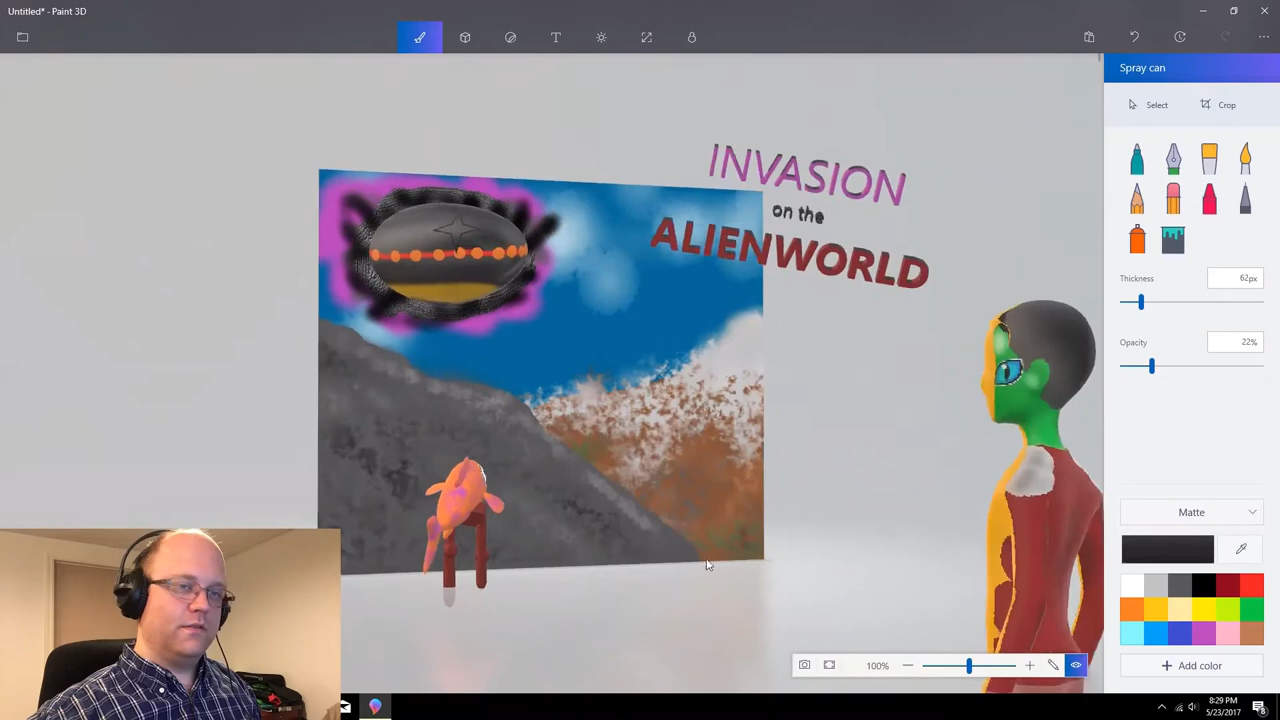 Untitled* - Paint 3D
Spray can
Select
Crop
INVASION
on the
ALIENWORLD
Thickness
62px
Opacity
22%
Matte
100%
Add color
8:29 PM
5/23/2017
8